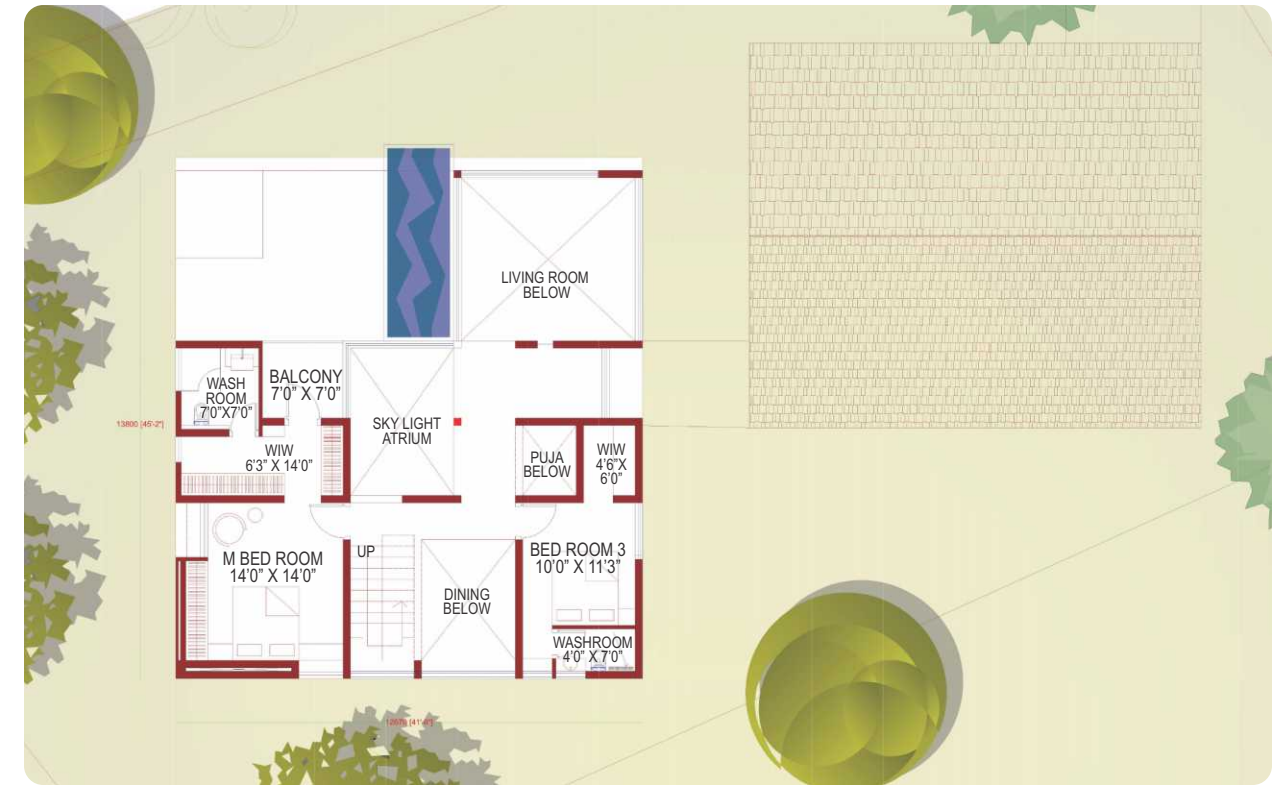 LIVING ROOM
BELOW
WASH
ROOM
7'0"X7'0"
BALCONY
7'0" X 7'0"
SKY LIGHT
ATRIUM
13800 [45'-2"]
WIW
6'3" X 14'0"
PUJA
BELOW
WIW
4'6"X
6'0"
M BED ROOM
14'0" X 14'0"
UP
DINING
BELOW
BED ROOM 3
10'0" X 11'3"
WASHROOM
4'0" X 7'0"